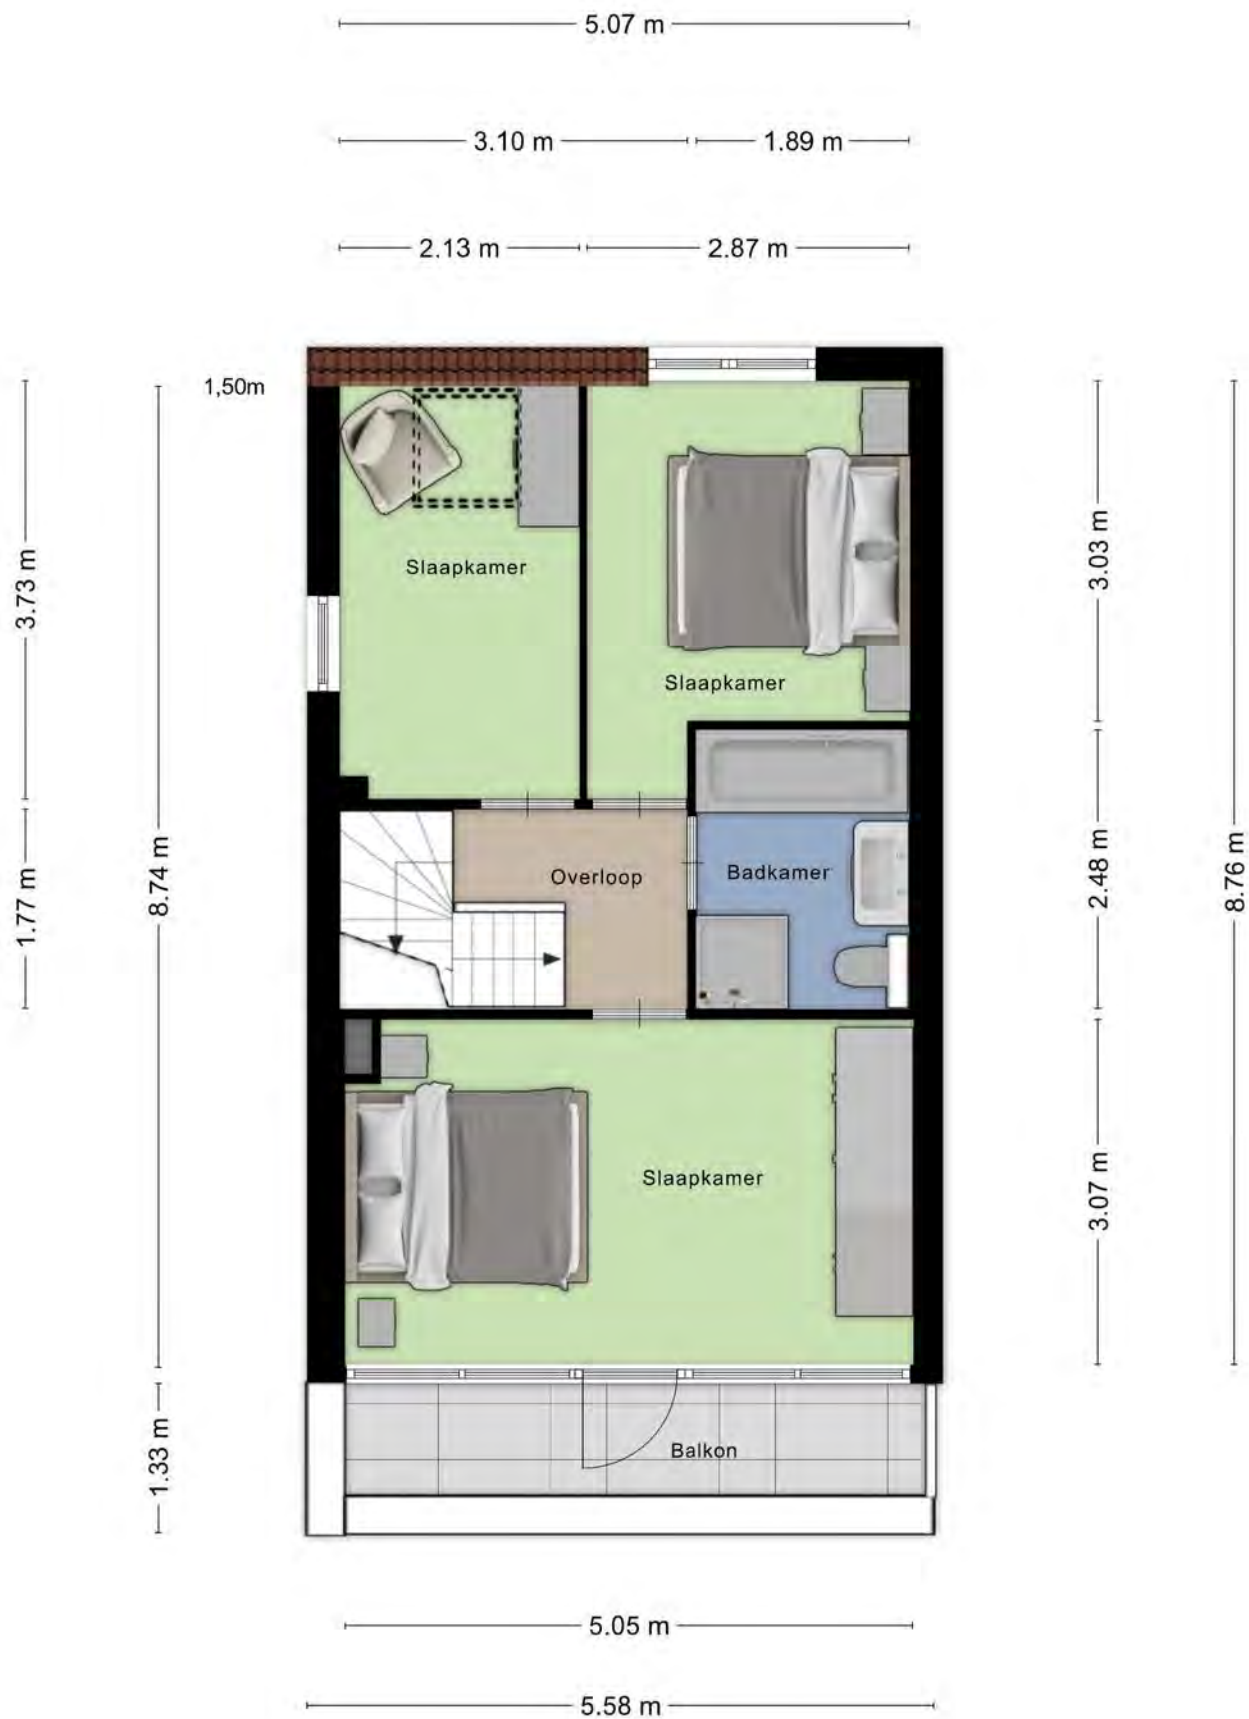 5.07 m
3.10 m
1.89 m
2.13 m
2.87 m
1,50m
3.73 m
1.77 m
8.74 m
1.33 m
Slaapkamer
Slaapkamer
Overloop
Badkamer
Slaapkamer
Balkon
3.03 m
2.48 m
3.07 m
8.76 m
5.05 m
5.58 m